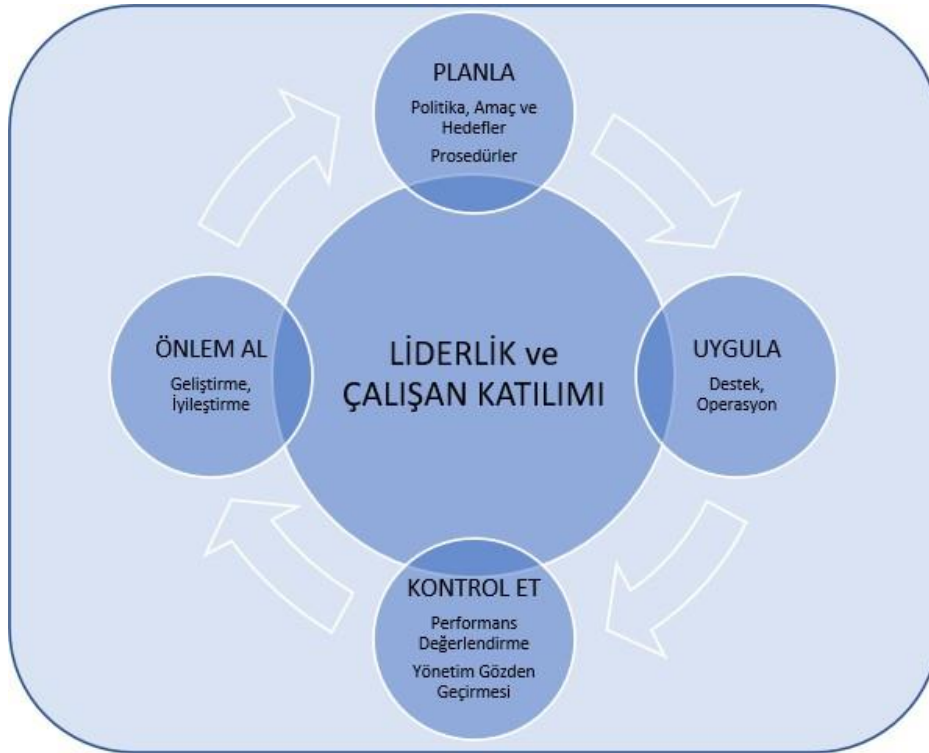 PLANLA
Politika, Amaç ve
Hedefler
Prosedürler
ÖNLEM AL
Geliştirme,
İyileştirme
LİDERLİK ve
ÇALIŞAN KATILIMI
UYGULA
Destek,
Operasyon
KONTROL ET
Performans
Değerlendirme
Yönetim Gözden
Geçirmesi